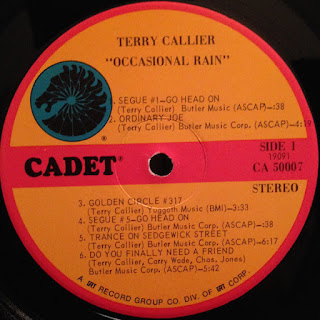 TERRY CALLIER
"OCCASIONAL RAIN"
1. SEGUE #1—GO HEAD ON
(Terry Callier) Butler Music (ASCAP)—:38
2. ORDINARY JOE
(Terry Callier) Butler Music Corp. (ASCAP)—4:19
CADET®
SIDE 1
19091
CA 50007
STEREO
3. GOLDEN CIRCLE #317
(Terry Callier) Yuggoth Music (BMI)—3:33
4. SEGUE #5—GO HEAD ON
(Terry Callier) Butler Music Corp. (ASCAP)—:38
5. TRANCE ON SEDGEWICK STREET
(Terry Callier) Butler Music Corp. (ASCAP)—6:17
6. DO YOU FINALLY NEED A FRIEND
(Terry Callier, Carry Wade, Chas. Jones)
Butler Music Corp. (ASCAP)—5:42
A GRT RECORD GROUP CO. DIV. OF GRT CORP.